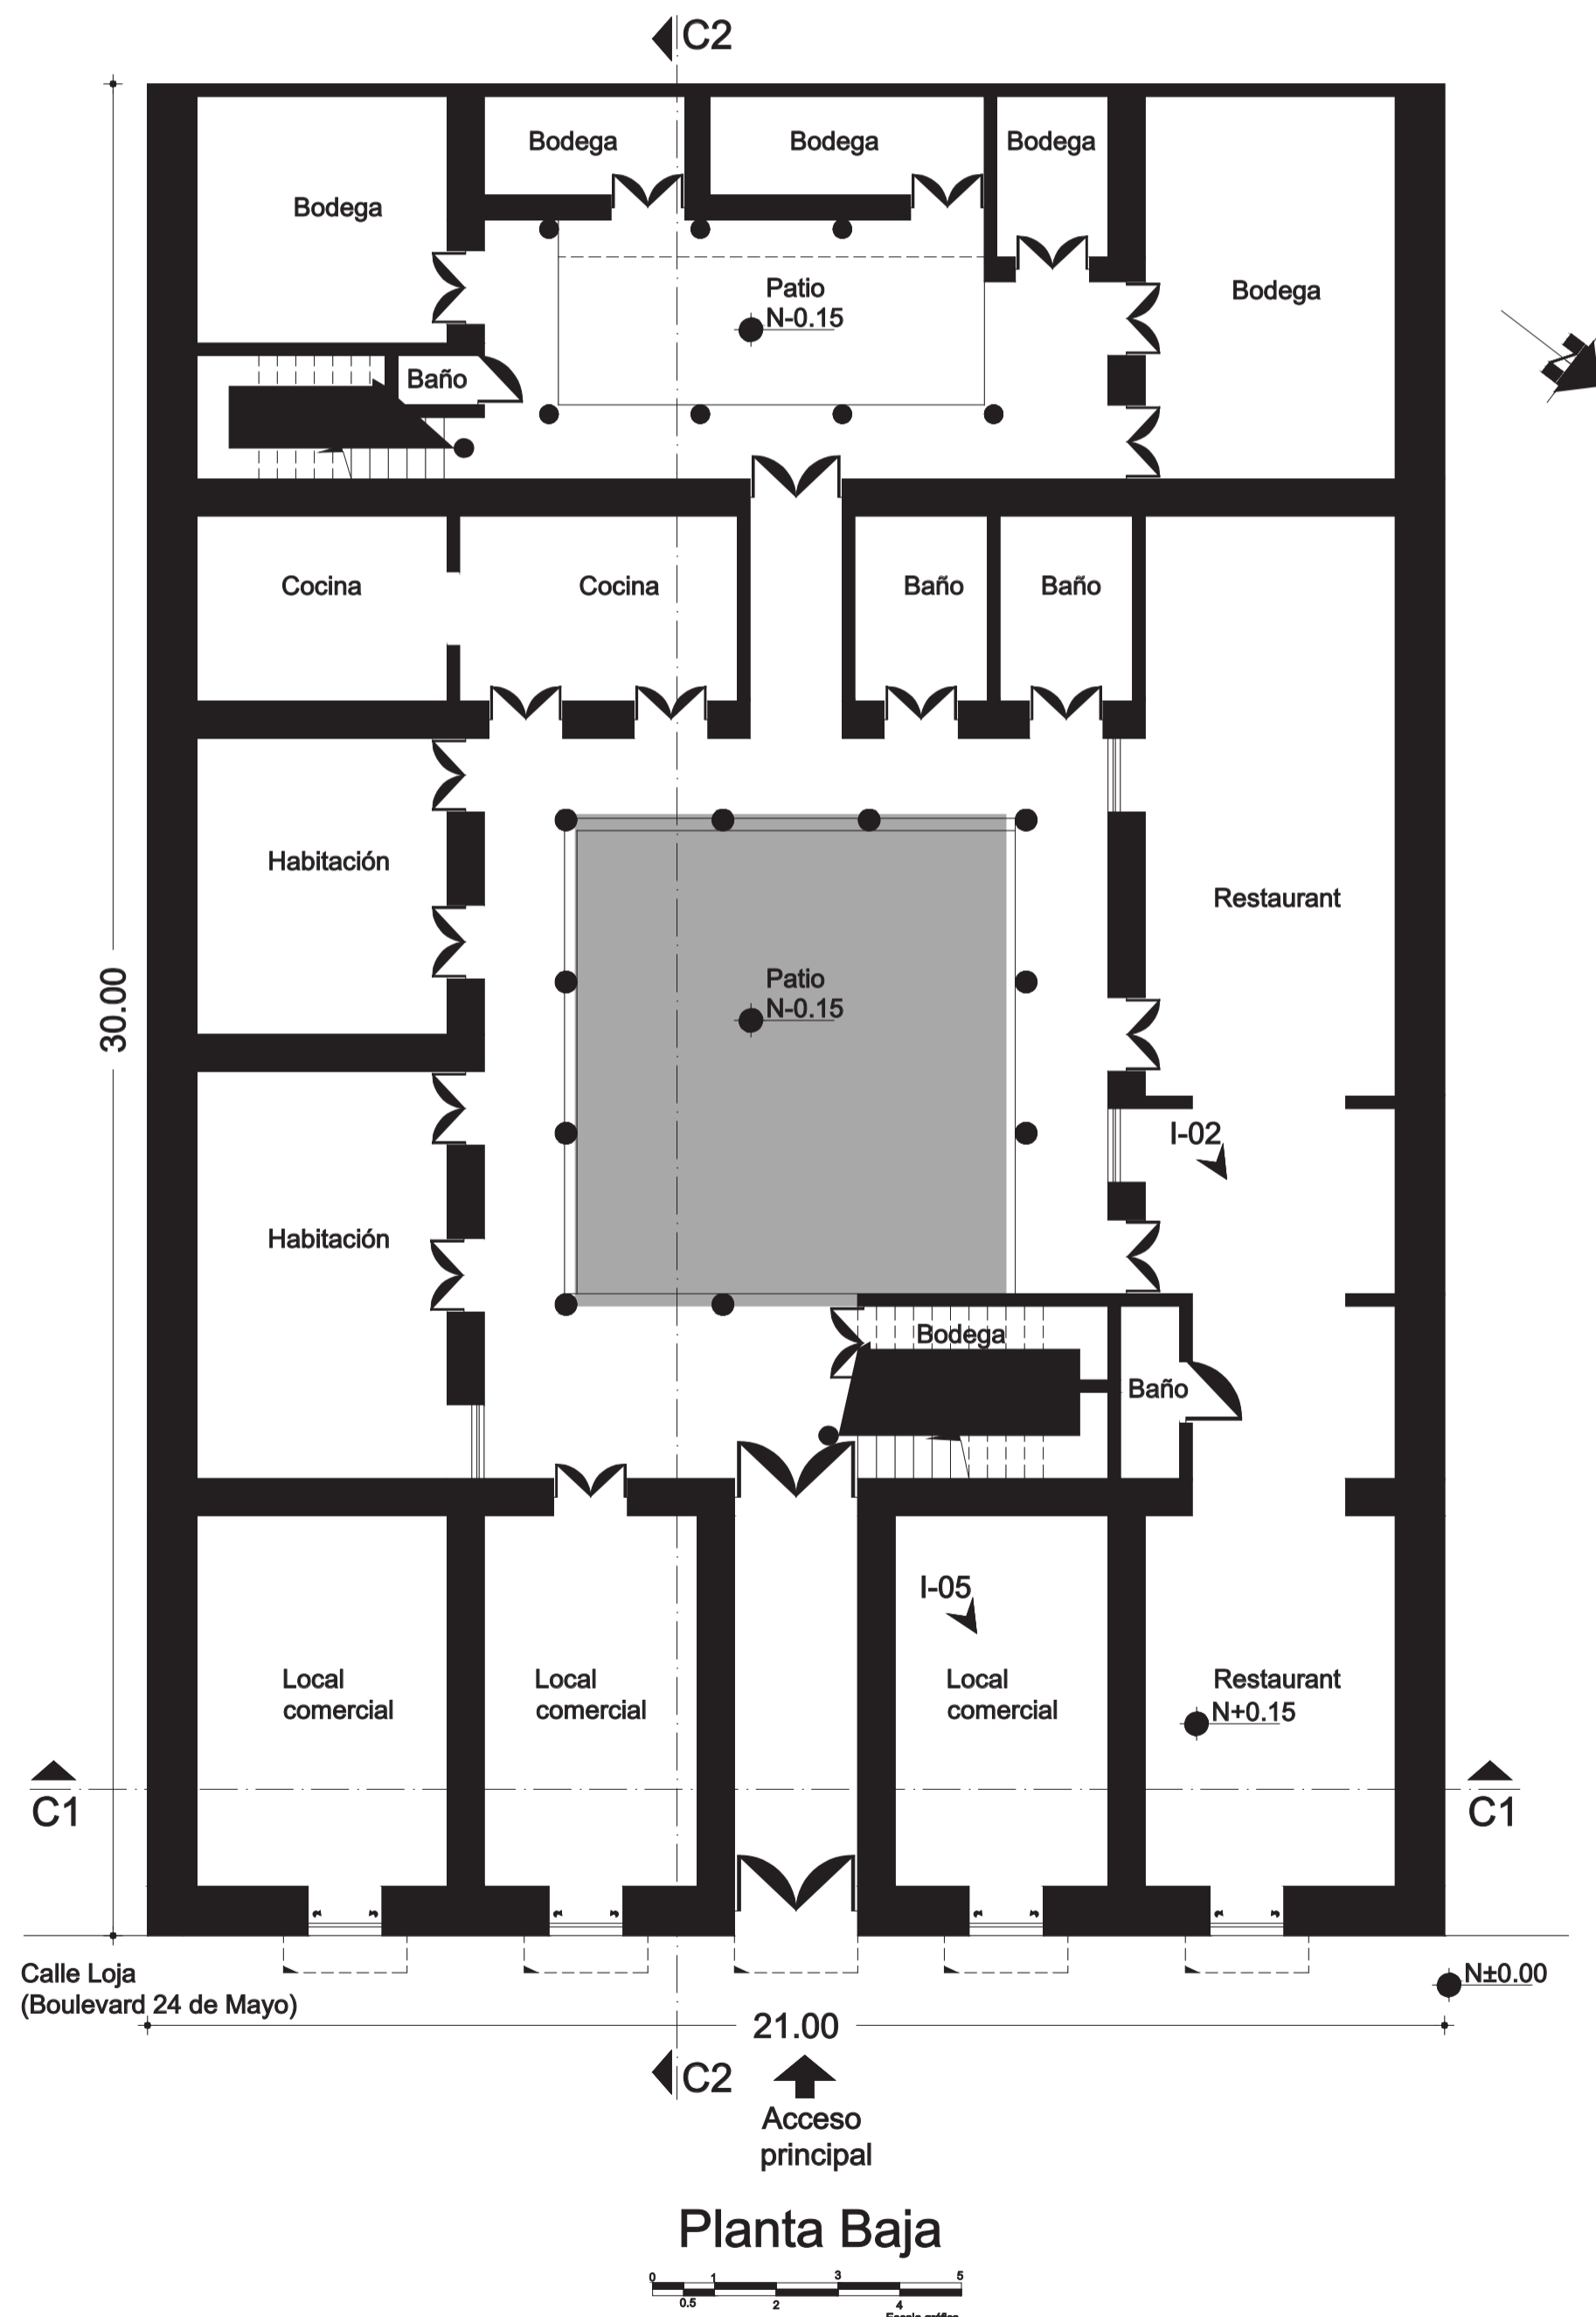 C2
Bodega
Bodega
Bodega
Bodega
Bodega
Patio
N-0.15
Baño
N
Cocina
Cocina
Baño
Baño
Habitación
Restaurant
Patio
N-0.15
30.00
I-02
Habitación
Bodega
Baño
I-05
Local
comercial
Local
comercial
Local
comercial
Restaurant
N+0.15
C1
C1
Calle Loja
(Boulevard 24 de Mayo)
N±0.00
21.00
C2
Acceso
principal
Planta Baja
0 1 3 5
0.5 2 4